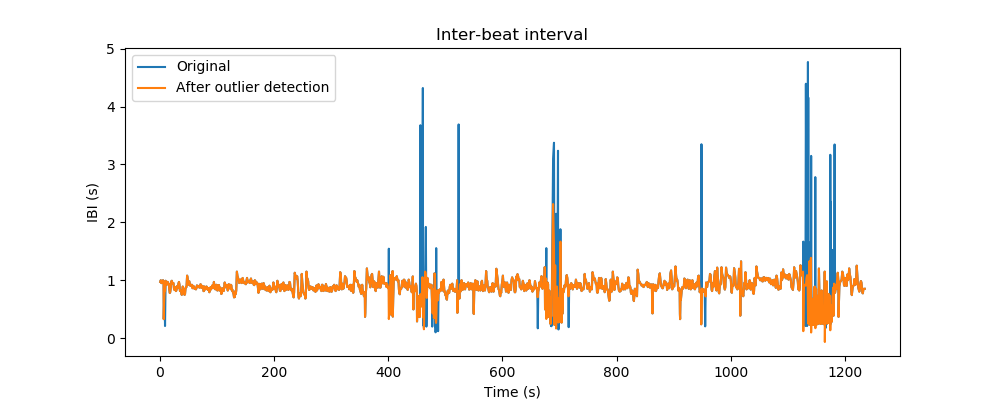 Inter-beat interval
Original
After outlier detection
IBI (s)
5
4
3
2
1
0
0 200 400 600 800 1000 1200
Time (s)